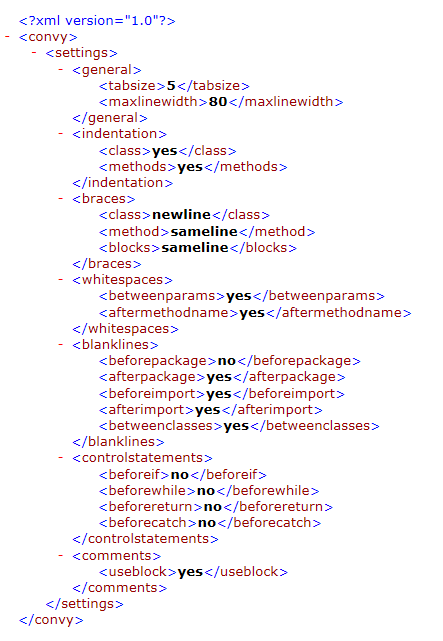 <?xml version="1.0"?>
- <convy>
- <settings>
- <general>
<tabsize>5</tabsize>
<maxlinewidth>80</maxlinewidth>
</general>
- <indentation>
<class>yes</class>
<methods>yes</methods>
</indentation>
- <braces>
<class>newline</class>
<method>sameline</method>
<blocks>sameline</blocks>
</braces>
- <whitespaces>
<betweenparams>yes</betweenparams>
<aftermethodname>yes</aftermethodname>
</whitespaces>
- <blanklines>
<beforepackage>no</beforepackage>
<afterpackage>yes</afterpackage>
<beforeimport>yes</beforeimport>
<afterimport>yes</afterimport>
<betweenclasses>yes</betweenclasses>
</blanklines>
- <controlstatements>
<beforeif>no</beforeif>
<beforewhile>no</beforewhile>
<beforereturn>no</beforereturn>
<beforecatch>no</beforecatch>
</controlstatements>
- <comments>
<useblock>yes</useblock>
</comments>
</settings>
</convy>